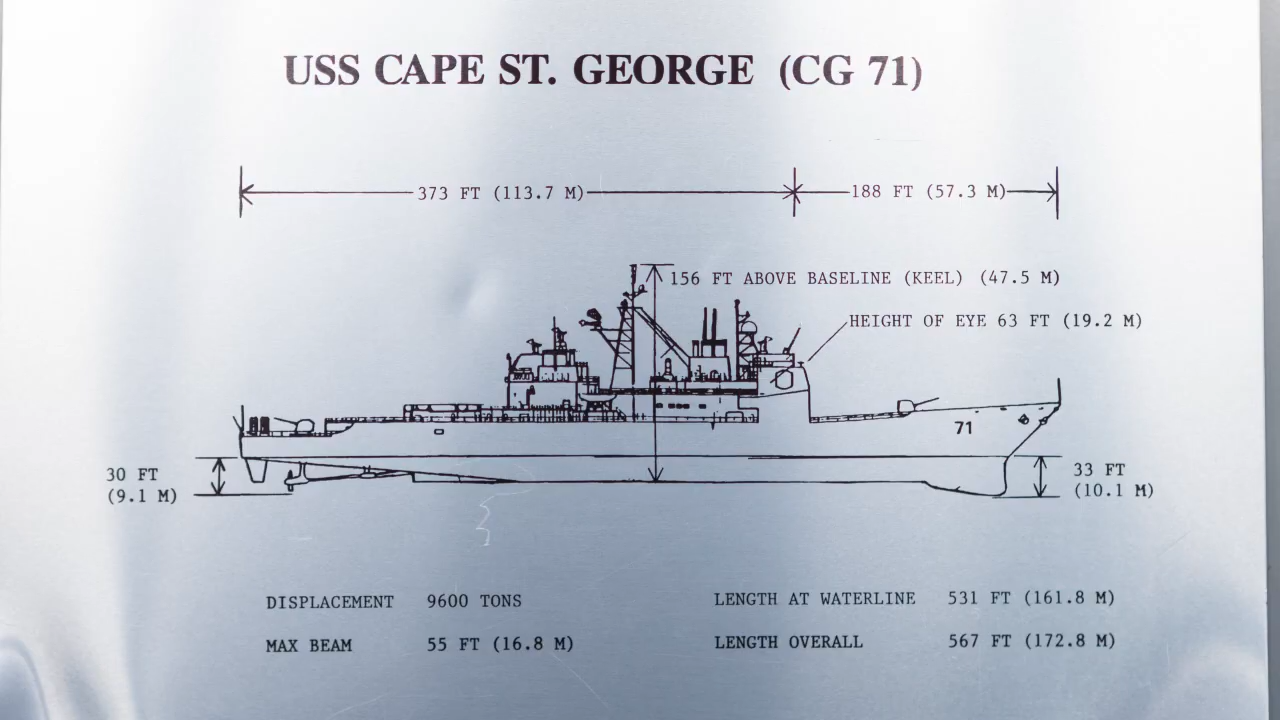 USS CAPE ST. GEORGE (CG 71)
373 FT (113.7 M)
188 FT (57.3 M)
156 FT ABOVE BASELINE (KEEL) (47.5 M)
HEIGHT OF EYE 63 FT (19.2 M)
71
30 FT
(9.1 M)
33 FT
(10.1 M)
DISPLACEMENT 9600 TONS
LENGTH AT WATERLINE 531 FT (161.8 M)
MAX BEAM 55 FT (16.8 M)
LENGTH OVERALL 567 FT (172.8 M)